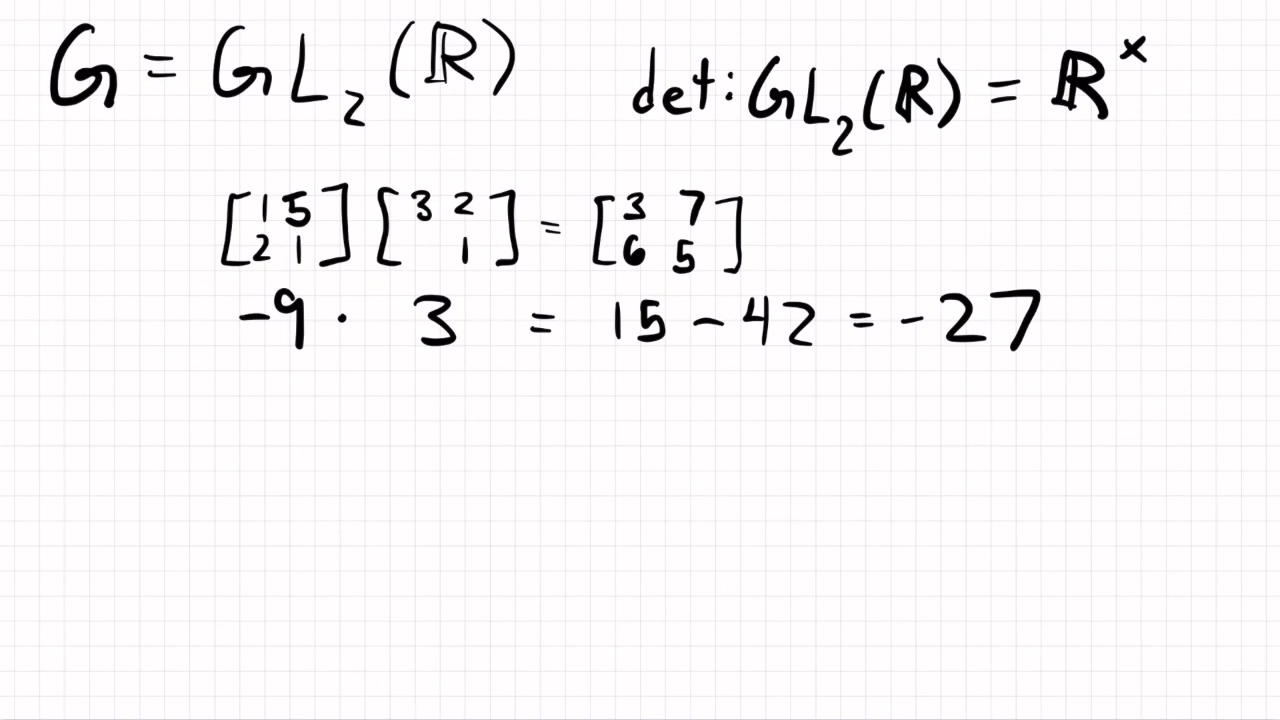 G = GL₂(ℝ) det: GL₂(ℝ) = ℝˣ
[1 5] [3 2] = [3 7]
[2 1] [ 1] [6 5]
-9 · 3 = 15 - 42 = -27